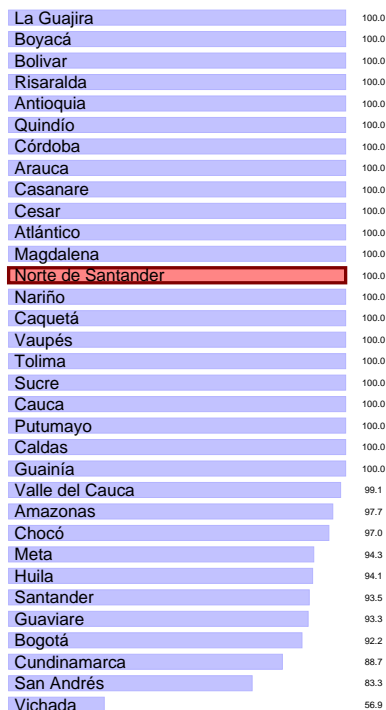 La Guajira 100.0
Boyacá 100.0
Bolivar 100.0
Risaralda 100.0
Antioquia 100.0
Quindío 100.0
Córdoba 100.0
Arauca 100.0
Casanare 100.0
Cesar 100.0
Atlántico 100.0
Magdalena 100.0
Norte de Santander 100.0
Nariño 100.0
Caquetá 100.0
Vaupés 100.0
Tolima 100.0
Sucre 100.0
Cauca 100.0
Putumayo 100.0
Caldas 100.0
Guainía 100.0
Valle del Cauca 99.1
Amazonas 97.7
Chocó 97.0
Meta 94.3
Huila 94.1
Santander 93.5
Guaviare 93.3
Bogotá 92.2
Cundinamarca 88.7
San Andrés 83.3
Vichada 56.9